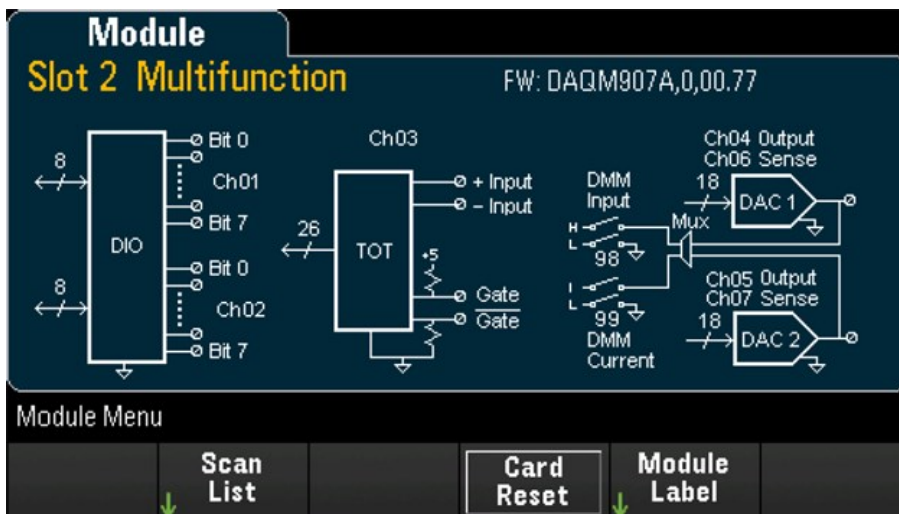 Module
Slot 2 Multifunction
FW: DAQM907A,0,00.77
8
DIO
Bit 0
Ch01
Bit 7
8
Bit 0
Ch02
Bit 7
Ch03
26
TOT
+ Input
- Input
+5
Gate
Gate
DMM
Input
H
L
98
I
L
99
DMM
Current
Mux
Ch04 Output
Ch06 Sense
18
DAC 1
Ch05 Output
Ch07 Sense
18
DAC 2
Module Menu
Scan
List
Card
Reset
Module
Label